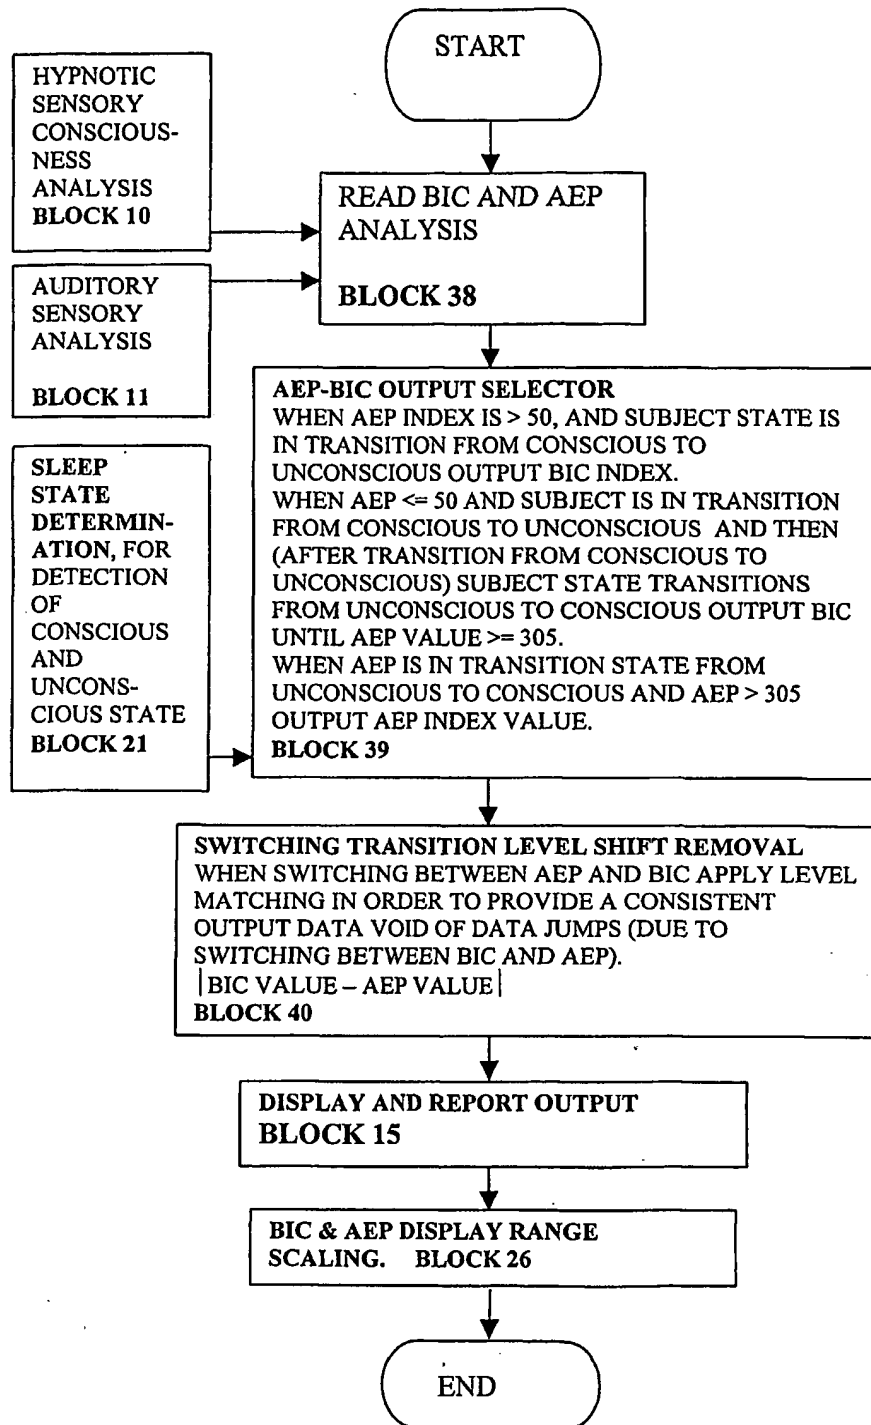 START
HYPNOTIC
SENSORY
CONSCIOUS-
NESS
ANALYSIS
BLOCK 10
READ BIC AND AEP
ANALYSIS
BLOCK 38
AUDITORY
SENSORY
ANALYSIS
BLOCK 11
AEP-BIC OUTPUT SELECTOR
WHEN AEP INDEX IS > 50, AND SUBJECT STATE IS
IN TRANSITION FROM CONSCIOUS TO
UNCONSCIOUS OUTPUT BIC INDEX.
WHEN AEP <= 50 AND SUBJECT IS IN TRANSITION
FROM CONSCIOUS TO UNCONSCIOUS AND THEN
(AFTER TRANSITION FROM CONSCIOUS TO
UNCONSCIOUS) SUBJECT STATE TRANSITIONS
FROM UNCONSCIOUS TO CONSCIOUS OUTPUT BIC
UNTIL AEP VALUE >= 305.
WHEN AEP IS IN TRANSITION STATE FROM
UNCONSCIOUS TO CONSCIOUS AND AEP > 305
OUTPUT AEP INDEX VALUE.
BLOCK 39
SLEEP
STATE
DETERMIN-
ATION, FOR
DETECTION
OF
CONSCIOUS
AND
UNCONS-
CIOUS STATE
BLOCK 21
SWITCHING TRANSITION LEVEL SHIFT REMOVAL
WHEN SWITCHING BETWEEN AEP AND BIC APPLY LEVEL
MATCHING IN ORDER TO PROVIDE A CONSISTENT
OUTPUT DATA VOID OF DATA JUMPS (DUE TO
SWITCHING BETWEEN BIC AND AEP).
|BIC VALUE – AEP VALUE|
BLOCK 40
DISPLAY AND REPORT OUTPUT
BLOCK 15
BIC & AEP DISPLAY RANGE
SCALING. BLOCK 26
END